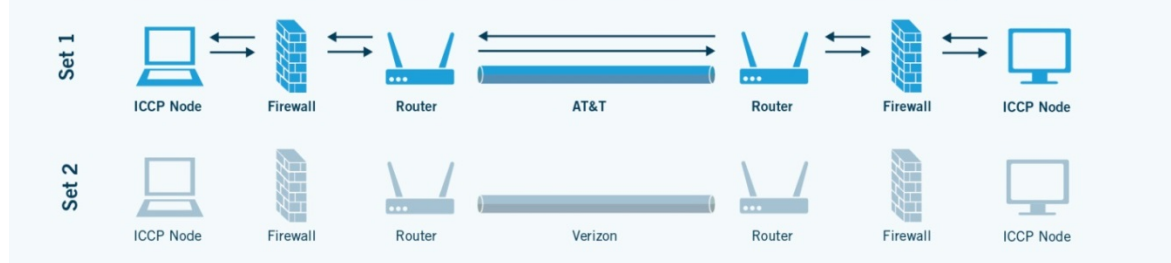 Set 1
ICCP Node Firewall Router AT&T Router Firewall ICCP Node
Set 2
ICCP Node Firewall Router Verizon Router Firewall ICCP Node